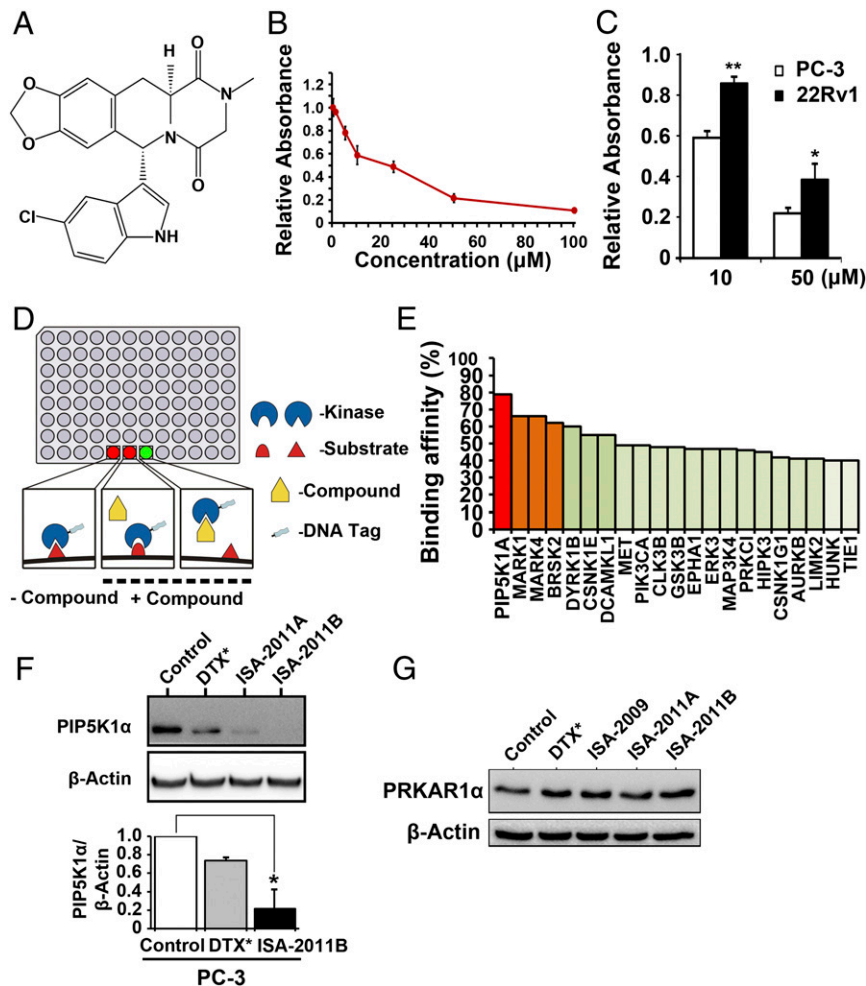 A
H
O
O
N
O
N
O
Cl
NH
B
Relative Absorbance
1.2
1.0
0.8
0.6
0.4
0.2
0
0
20
40
60
80
100
Concentration (µM)
C
Relative Absorbance
1.0
0.8
0.6
0.4
0.2
0
**
*
PC-3
22Rv1
10
50 (µM)
D
-Kinase
-Substrate
-Compound
-DNA Tag
- Compound
+ Compound
E
Binding affinity (%)
90
80
70
60
50
40
30
20
10
0
PIP5K1A
MARK1
MARK4
BRSK2
DYRK1B
CSNK1E
DCAMKL1
MET
PIK3CA
CLK3B
GSK3B
EPHA1
ERK3
MAP3K4
PRKCI
HIPK3
CSNK1G1
AURKB
LIMK2
HUNK
TIE1
F
Control
DTX*
ISA-2011A
ISA-2011B
PIP5K1α
β-Actin
PIP5K1α/
β-Actin
1.0
0.8
0.6
0.4
0.2
0
*
Control
DTX*
ISA-2011B
PC-3
G
Control
DTX*
ISA-2009
ISA-2011A
ISA-2011B
PRKAR1α
β-Actin